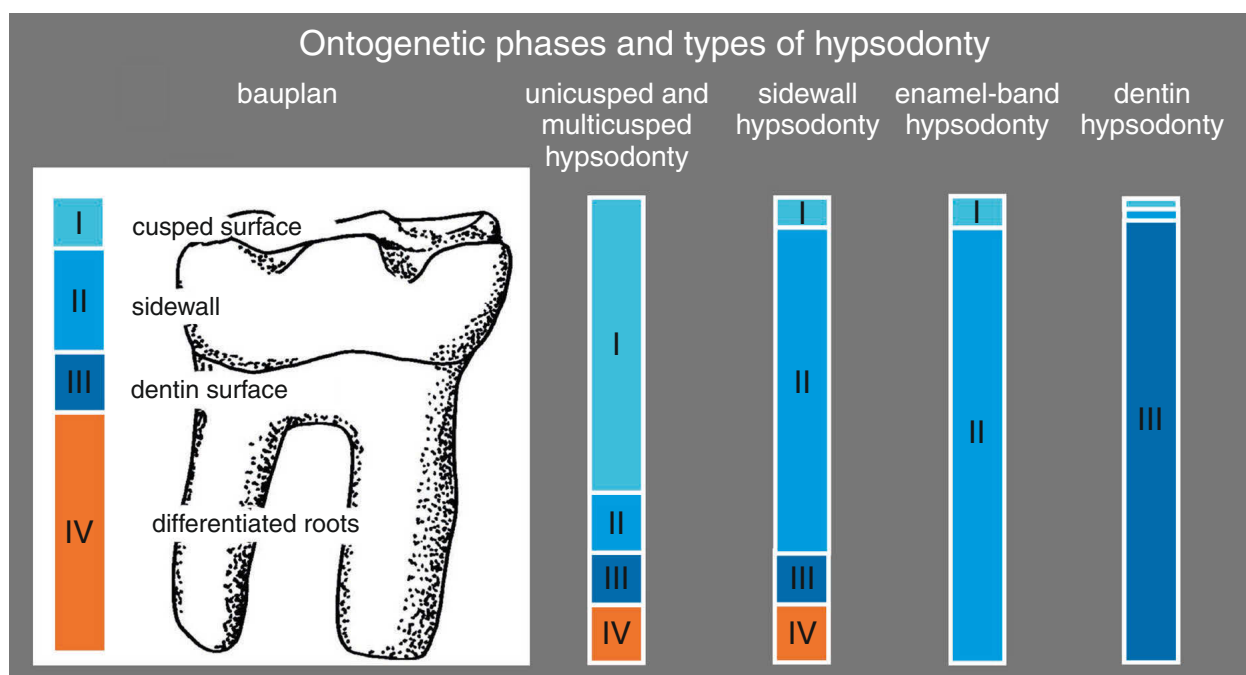 Ontogenetic phases and types of hypsodonty
bauplan
unicusped and
multicusped
hypsodonty
sidewall
hypsodonty
enamel-band
hypsodonty
dentin
hypsodonty
I
cusped surface
II
sidewall
III
dentin surface
IV
differentiated roots
I
II
III
IV
I
II
III
IV
I
II
III